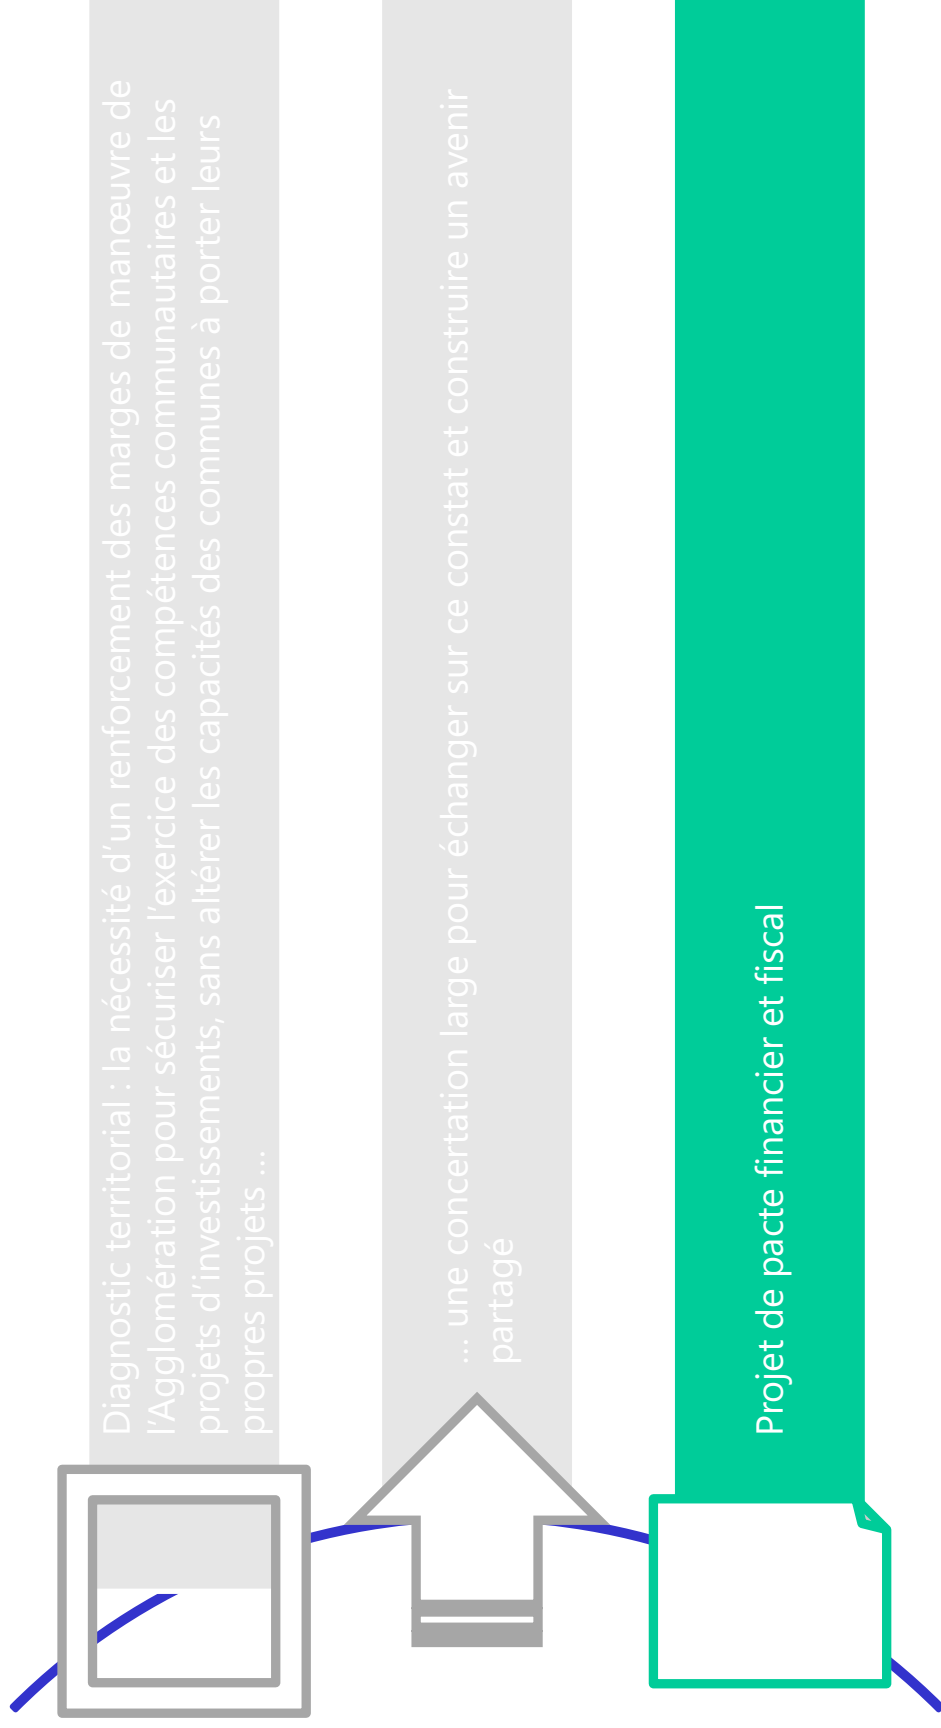 Diagnostic territorial : la nécessité d'un renforcement des marges de manœuvre de
l'Agglomération pour sécuriser l'exercice des compétences communautaires et les
projets d'investissements, sans altérer les capacités des communes à porter leurs
propres projets ...
... une concertation large pour échanger sur ce constat et construire un avenir
partagé
Projet de pacte financier et fiscal